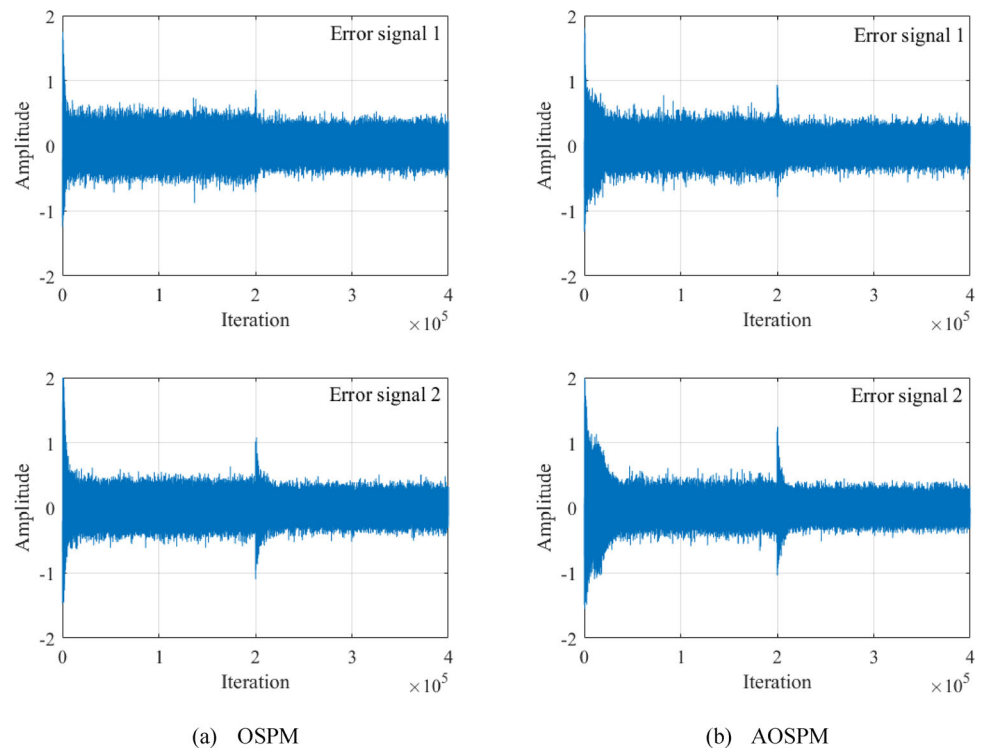 Error signal 1
Amplitude
2
1
0
-1
-2
0 1 2 3 4
Iteration
×10^5
Error signal 1
Amplitude
2
1
0
-1
-2
0 1 2 3 4
Iteration
×10^5
Error signal 2
Amplitude
2
1
0
-1
-2
0 1 2 3 4
Iteration
×10^5
Error signal 2
Amplitude
2
1
0
-1
-2
0 1 2 3 4
Iteration
×10^5
(a) OSPM
(b) AOSPM